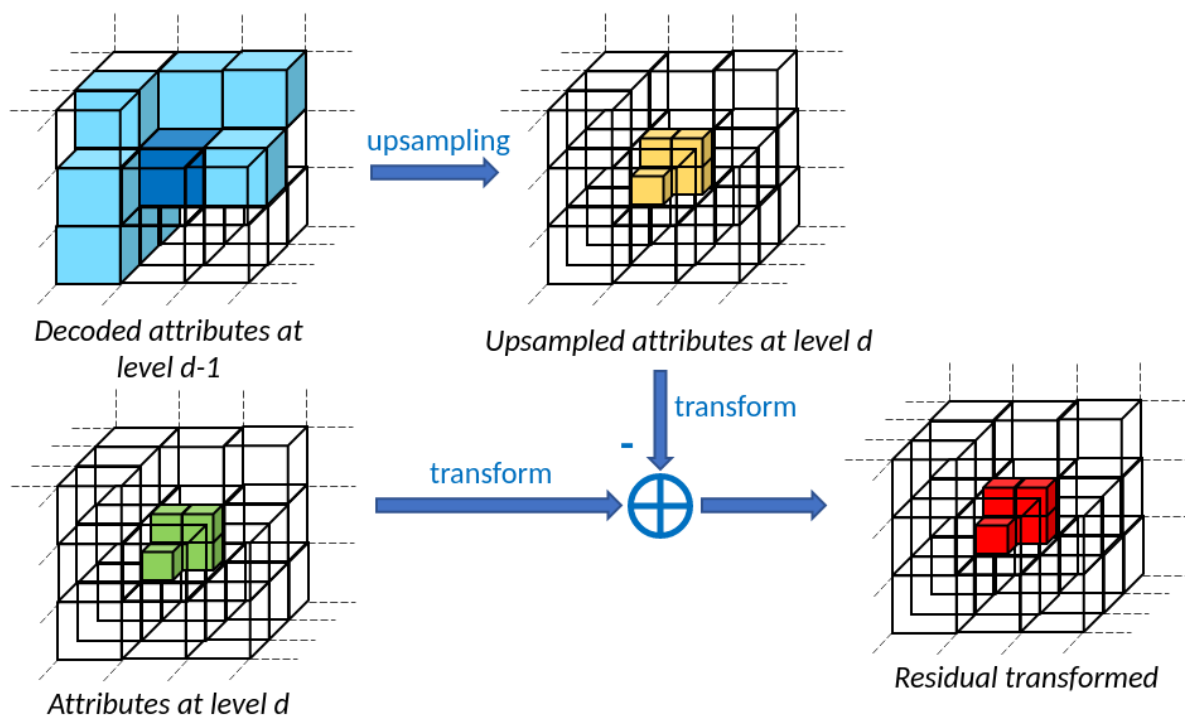 upsampling
Decoded attributes at
level d-1
Upsampled attributes at level d
transform
-
transform
Attributes at level d
Residual transformed